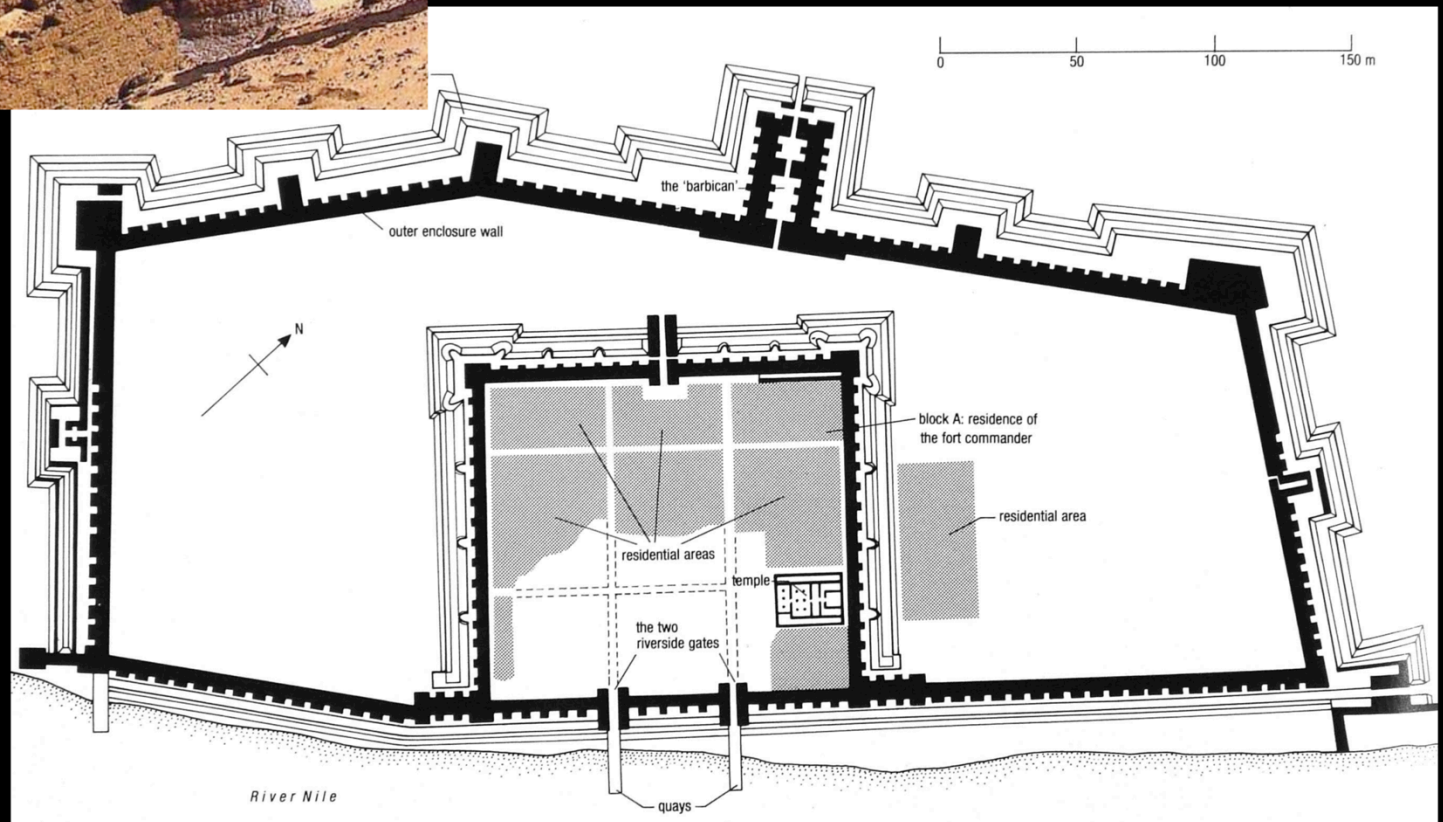 0 50 100 150 m
the 'barbican'
outer enclosure wall
N
block A: residence of
the fort commander
residential area
residential areas
temple
the two
riverside gates
River Nile
quays